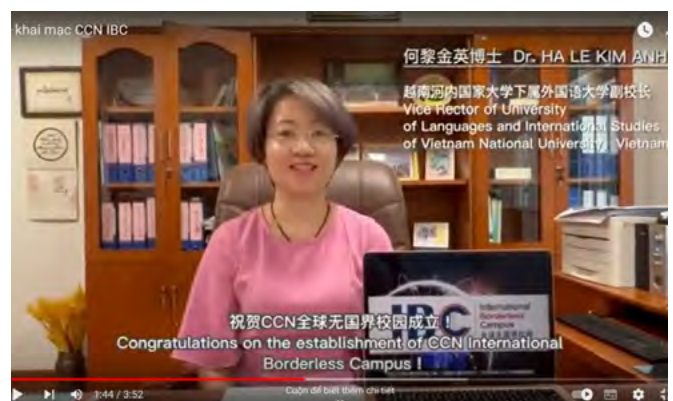 khai mạc CCN IBC
何黎金英博士 Dr. HA LE KIM ANH
越南河内国家大学下属外国语大学副校长
Vice Rector of University
of Languages and International Studies
of Vietnam National University, Vietnam
IBC
International
Borderless
Campus
祝贺CCN全球无国界校园成立！
Congratulations on the establishment of CCN International
Borderless Campus！
1:44 / 3:52
Cuộn để biết thêm chi tiết